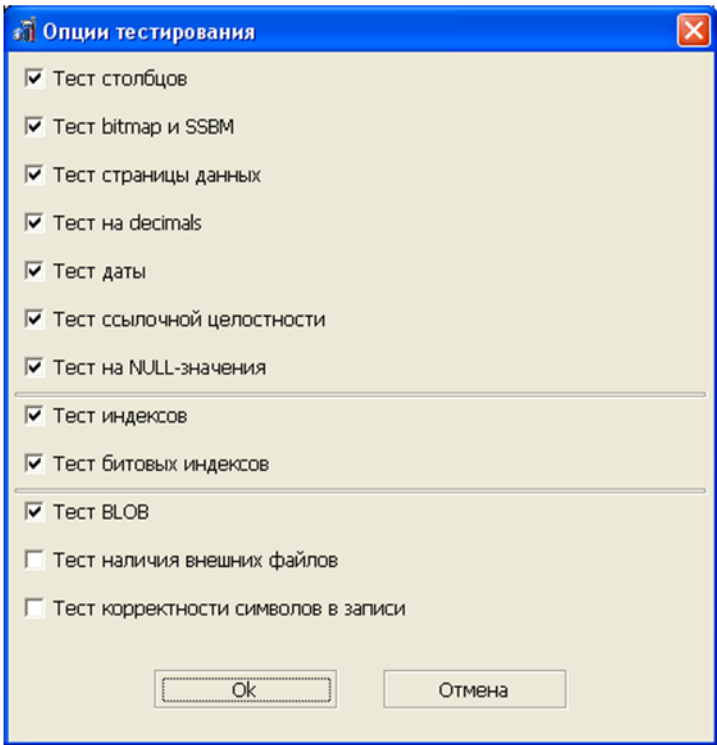 Опции тестирования
Тест столбцов
Тест bitmap и SSBM
Тест страницы данных
Тест на decimals
Тест даты
Тест ссылочной целостности
Тест на NULL-значения
Тест индексов
Тест битовых индексов
Тест BLOB
Тест наличия внешних файлов
Тест корректности символов в записи
Ok Отмена